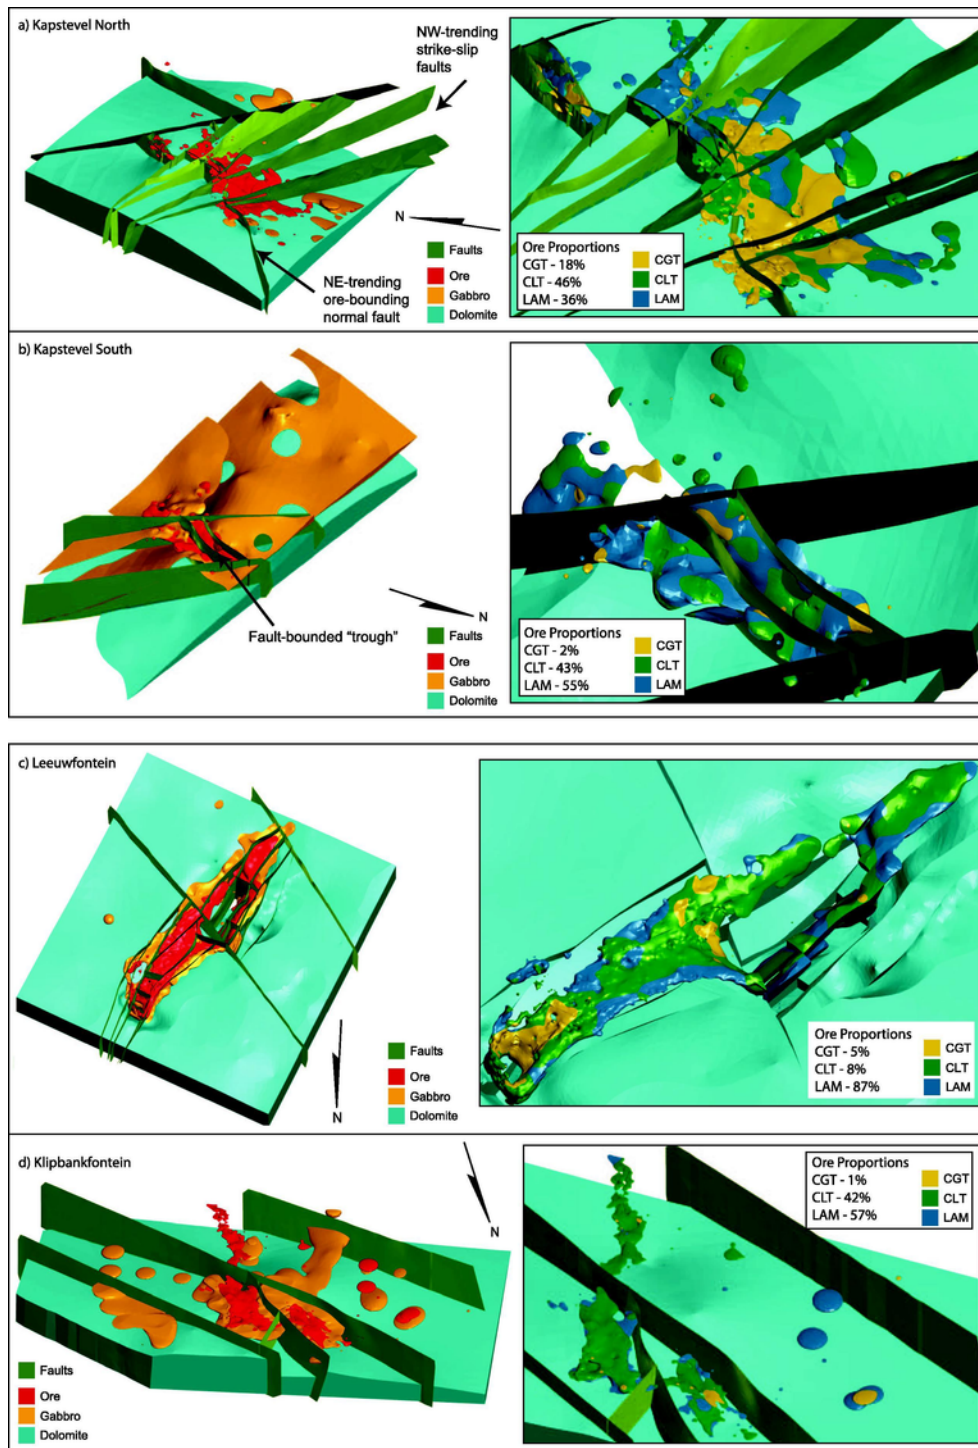 a) Kapstevel North
NW-trending
strike-slip
faults
N
NE-trending
ore-bounding
normal fault
Faults
Ore
Gabbro
Dolomite
Ore Proportions
CGT - 18%
CLT - 46%
LAM - 36%
CGT
CLT
LAM
b) Kapstevel South
Fault-bounded "trough"
N
Faults
Ore
Gabbro
Dolomite
Ore Proportions
CGT - 2%
CLT - 43%
LAM - 55%
CGT
CLT
LAM
c) Leeuwfontein
N
Faults
Ore
Gabbro
Dolomite
Ore Proportions
CGT - 5%
CLT - 8%
LAM - 87%
CGT
CLT
LAM
d) Klipbankfontein
N
Faults
Ore
Gabbro
Dolomite
Ore Proportions
CGT - 1%
CLT - 42%
LAM - 57%
CGT
CLT
LAM